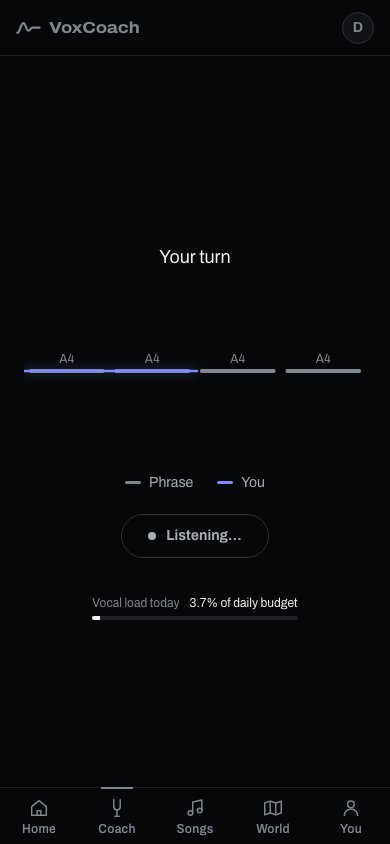 VoxCoach
D
Your turn
A4 A4 A4 A4
Phrase You
Listening...
Vocal load today 3.7% of daily budget
Home Coach Songs World You